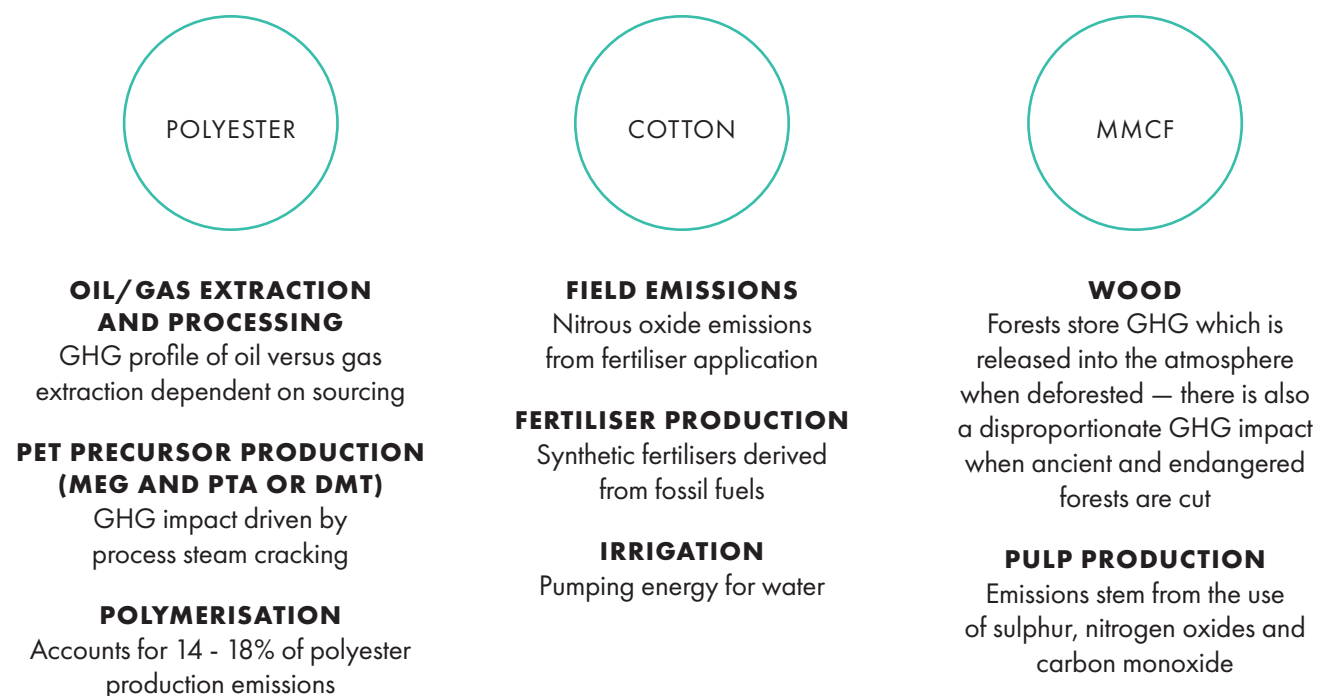 POLYESTER
OIL/GAS EXTRACTION
AND PROCESSING
GHG profile of oil versus gas
extraction dependent on sourcing
PET PRECURSOR PRODUCTION
(MEG AND PTA OR DMT)
GHG impact driven by
process steam cracking
POLYMERISATION
Accounts for 14 - 18% of polyester
production emissions
COTTON
FIELD EMISSIONS
Nitrous oxide emissions
from fertiliser application
FERTILISER PRODUCTION
Synthetic fertilisers derived
from fossil fuels
IRRIGATION
Pumping energy for water
MMCF
WOOD
Forests store GHG which is
released into the atmosphere
when deforested — there is also
a disproportionate GHG impact
when ancient and endangered
forests are cut
PULP PRODUCTION
Emissions stem from the use
of sulphur, nitrogen oxides and
carbon monoxide